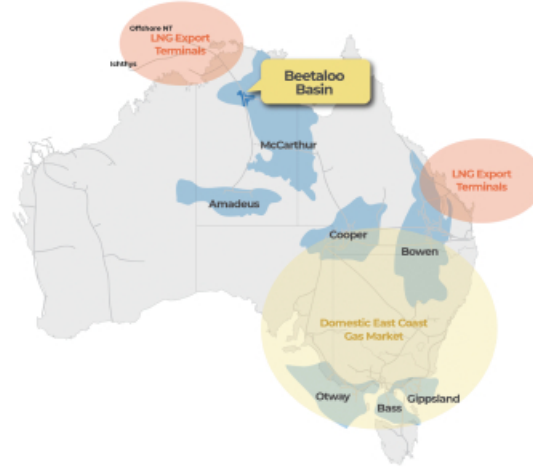 Offshore NT
LNG Export
Terminals
Ichthys
Beetaloo
Basin
McCarthur
LNG Export
Terminals
Amadeus
Cooper
Bowen
Domestic East Coast
Gas Market
Otway
Gippsland
Bass